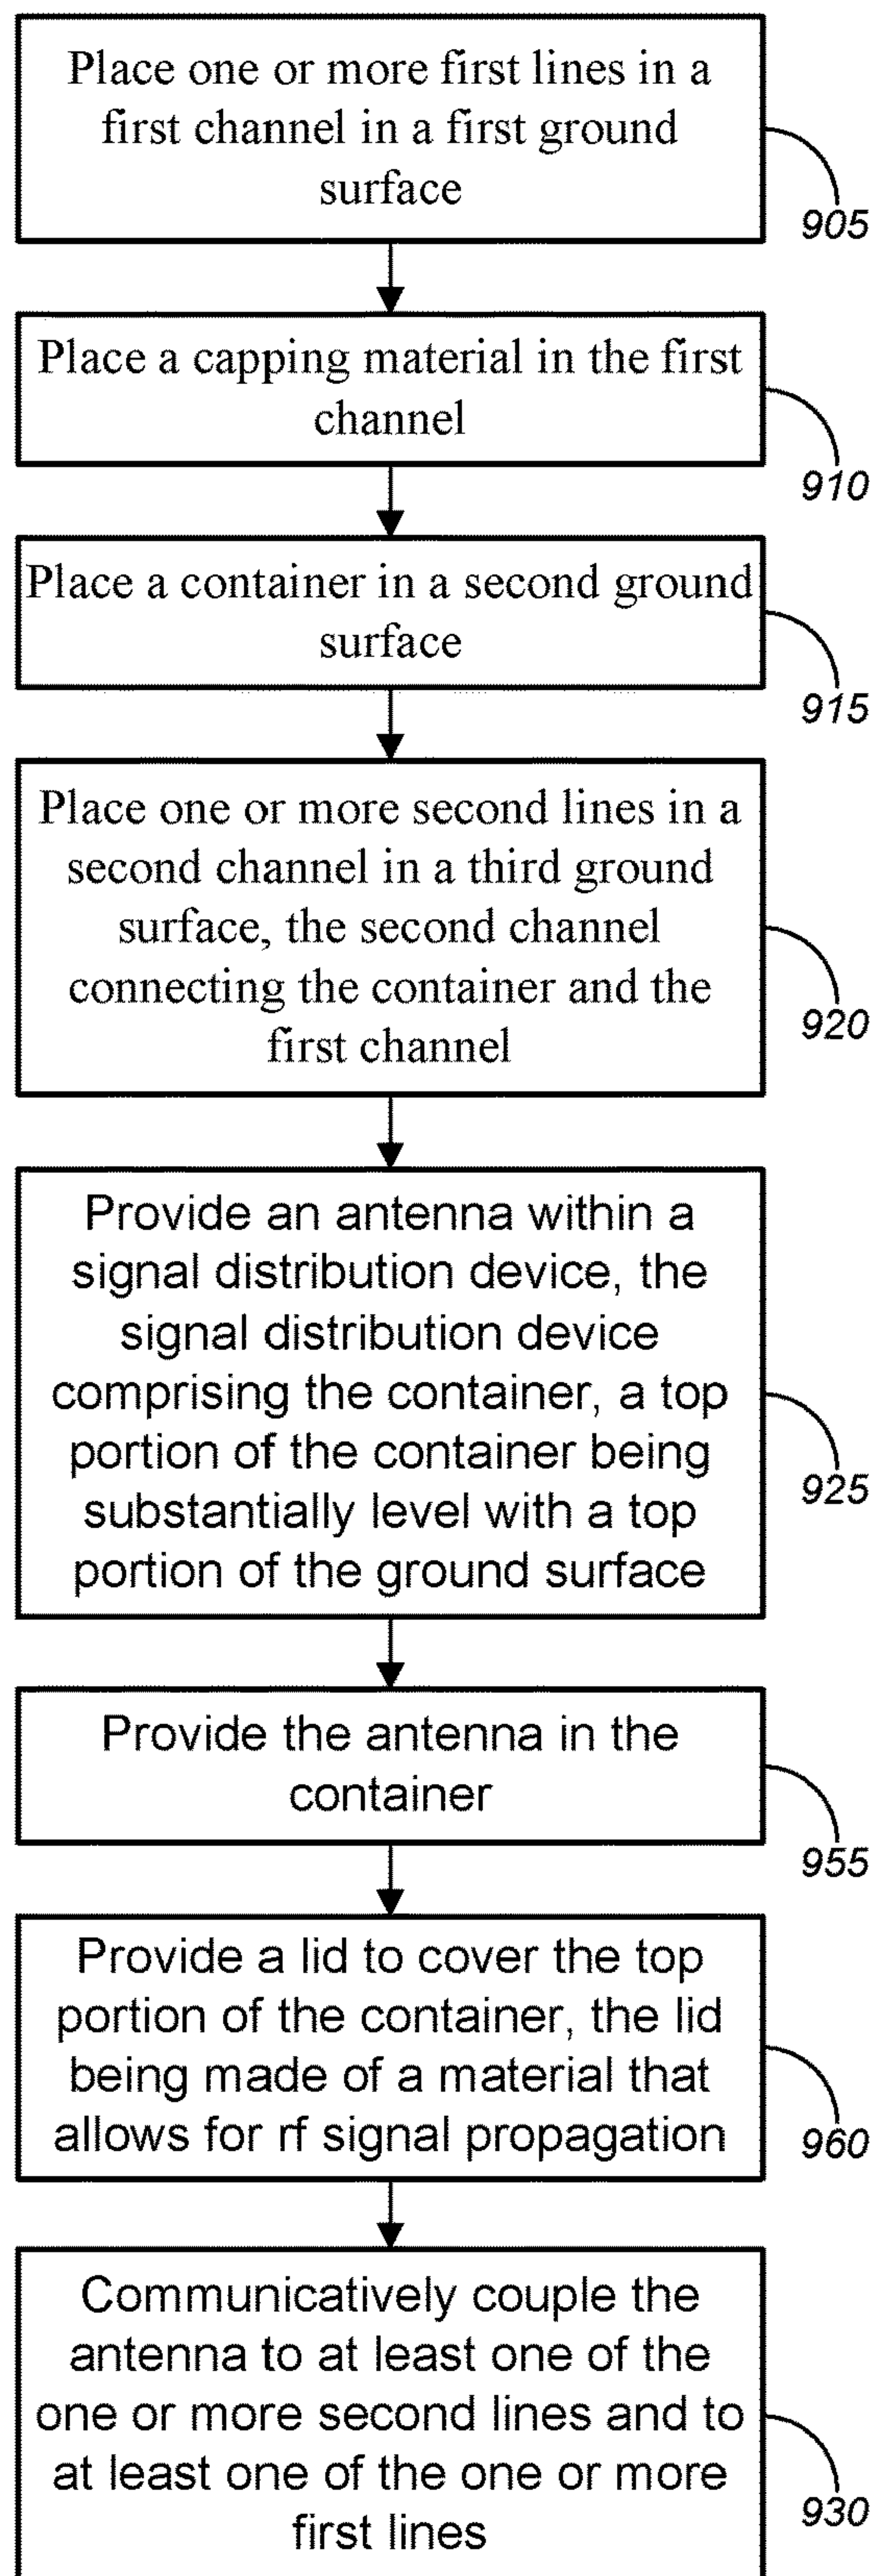 Place one or more first lines in a
first channel in a first ground
surface
905
Place a capping material in the first
channel
910
Place a container in a second ground
surface
915
Place one or more second lines in a
second channel in a third ground
surface, the second channel
connecting the container and the
first channel
920
Provide an antenna within a
signal distribution device, the
signal distribution device
comprising the container, a top
portion of the container being
substantially level with a top
portion of the ground surface
925
Provide the antenna in the
container
955
Provide a lid to cover the top
portion of the container, the lid
being made of a material that
allows for rf signal propagation
960
Communicatively couple the
antenna to at least one of the
one or more second lines and to
at least one of the one or more
first lines
930